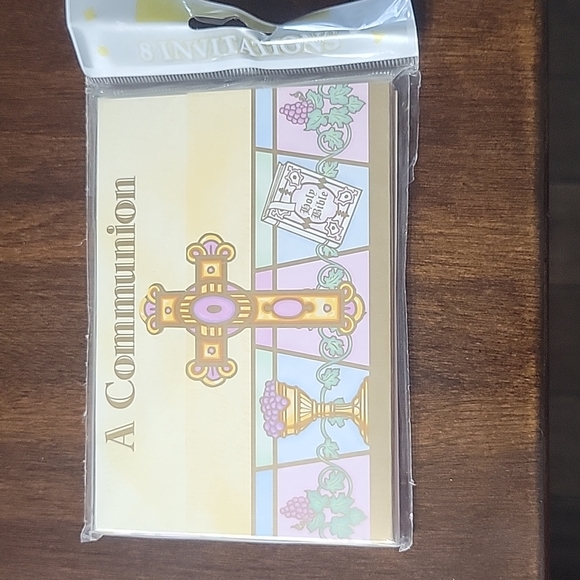 8 INVITATIONS
A Communion
Holy
Bible